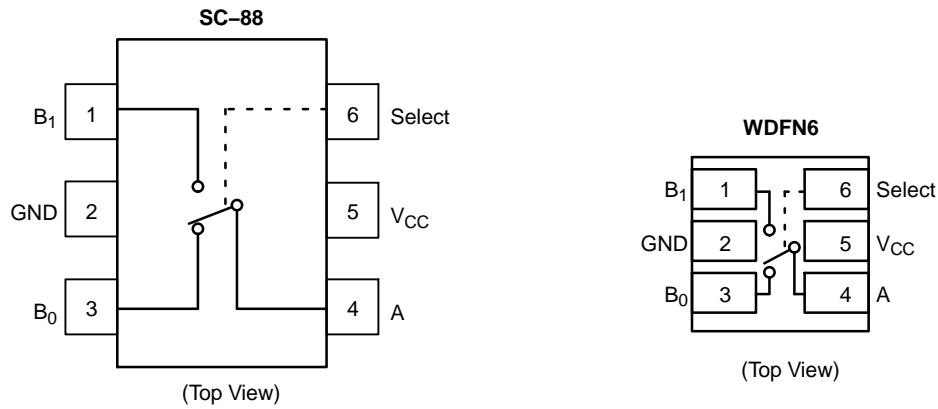 SC–88
B1 1
6 Select
GND 2
5 VCC
B0 3
4 A
(Top View)
WDFN6
B1 1
6 Select
GND 2
5 VCC
B0 3
4 A
(Top View)